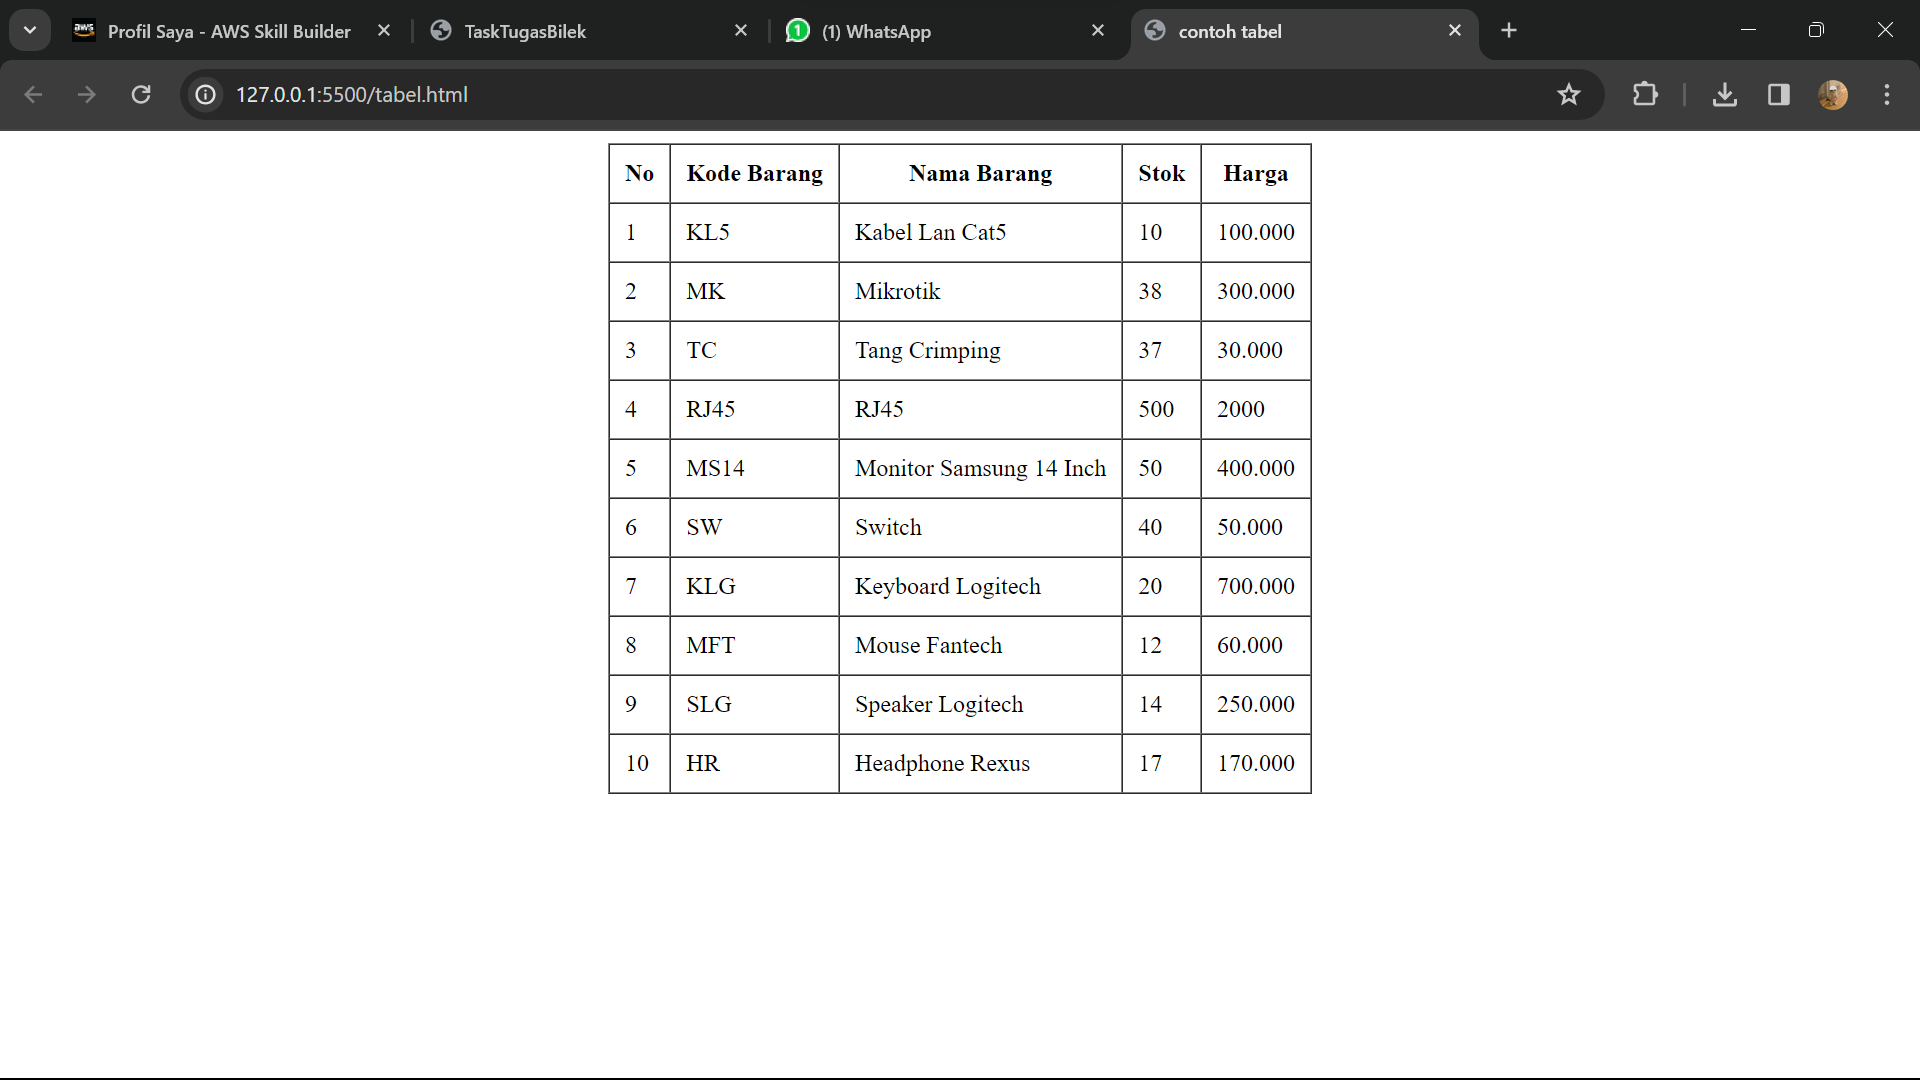 aws Profil Saya - AWS Skill Builder TaskTugasBilek 1 (1) WhatsApp contoh tabel
127.0.0.1:5500/tabel.html
No Kode Barang Nama Barang Stok Harga
1 KL5 Kabel Lan Cat5 10 100.000
2 MK Mikrotik 38 300.000
3 TC Tang Crimping 37 30.000
4 RJ45 RJ45 500 2000
5 MS14 Monitor Samsung 14 Inch 50 400.000
6 SW Switch 40 50.000
7 KLG Keyboard Logitech 20 700.000
8 MFT Mouse Fantech 12 60.000
9 SLG Speaker Logitech 14 250.000
10 HR Headphone Rexus 17 170.000